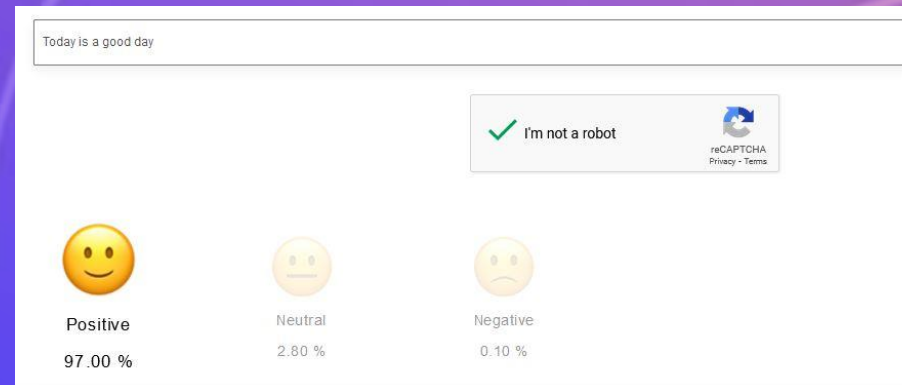 Today is a good day
I'm not a robot
reCAPTCHA
Privacy - Terms
Positive
Neutral
Negative
97.00 %
2.80 %
0.10 %